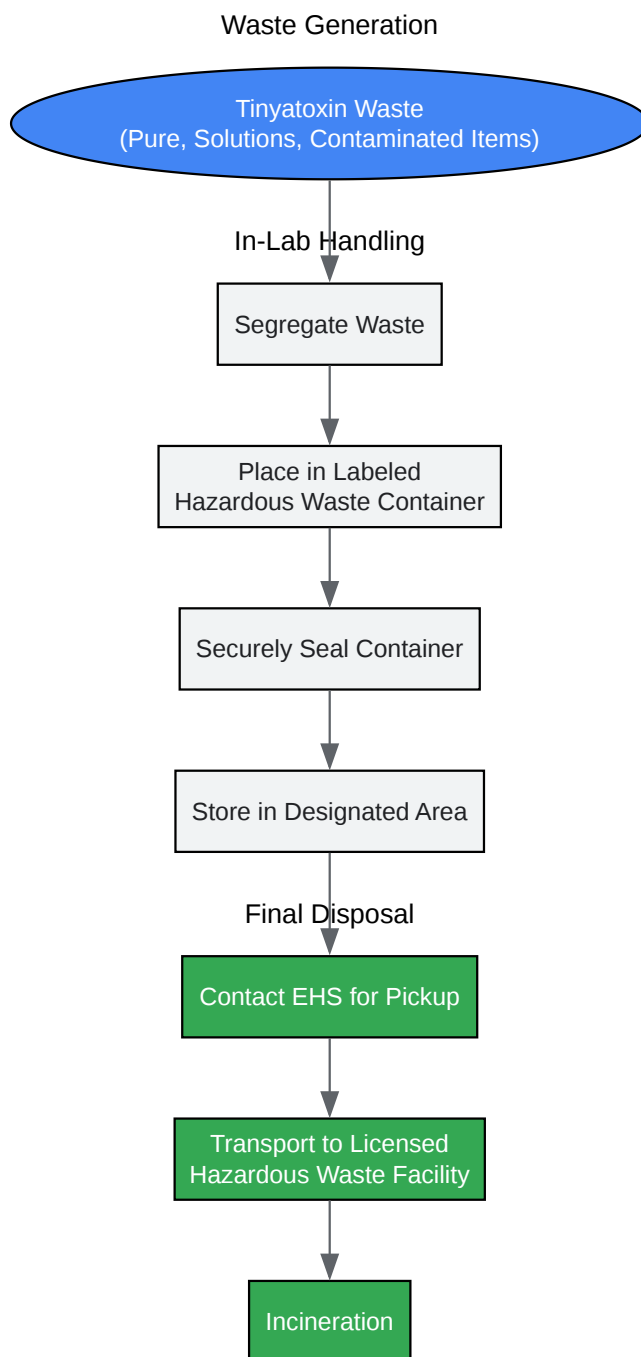 Waste Generation
Tinyatoxin Waste
(Pure, Solutions, Contaminated Items)
In-Lab Handling
Segregate Waste
Place in Labeled
Hazardous Waste Container
Securely Seal Container
Store in Designated Area
Final Disposal
Contact EHS for Pickup
Transport to Licensed
Hazardous Waste Facility
Incineration